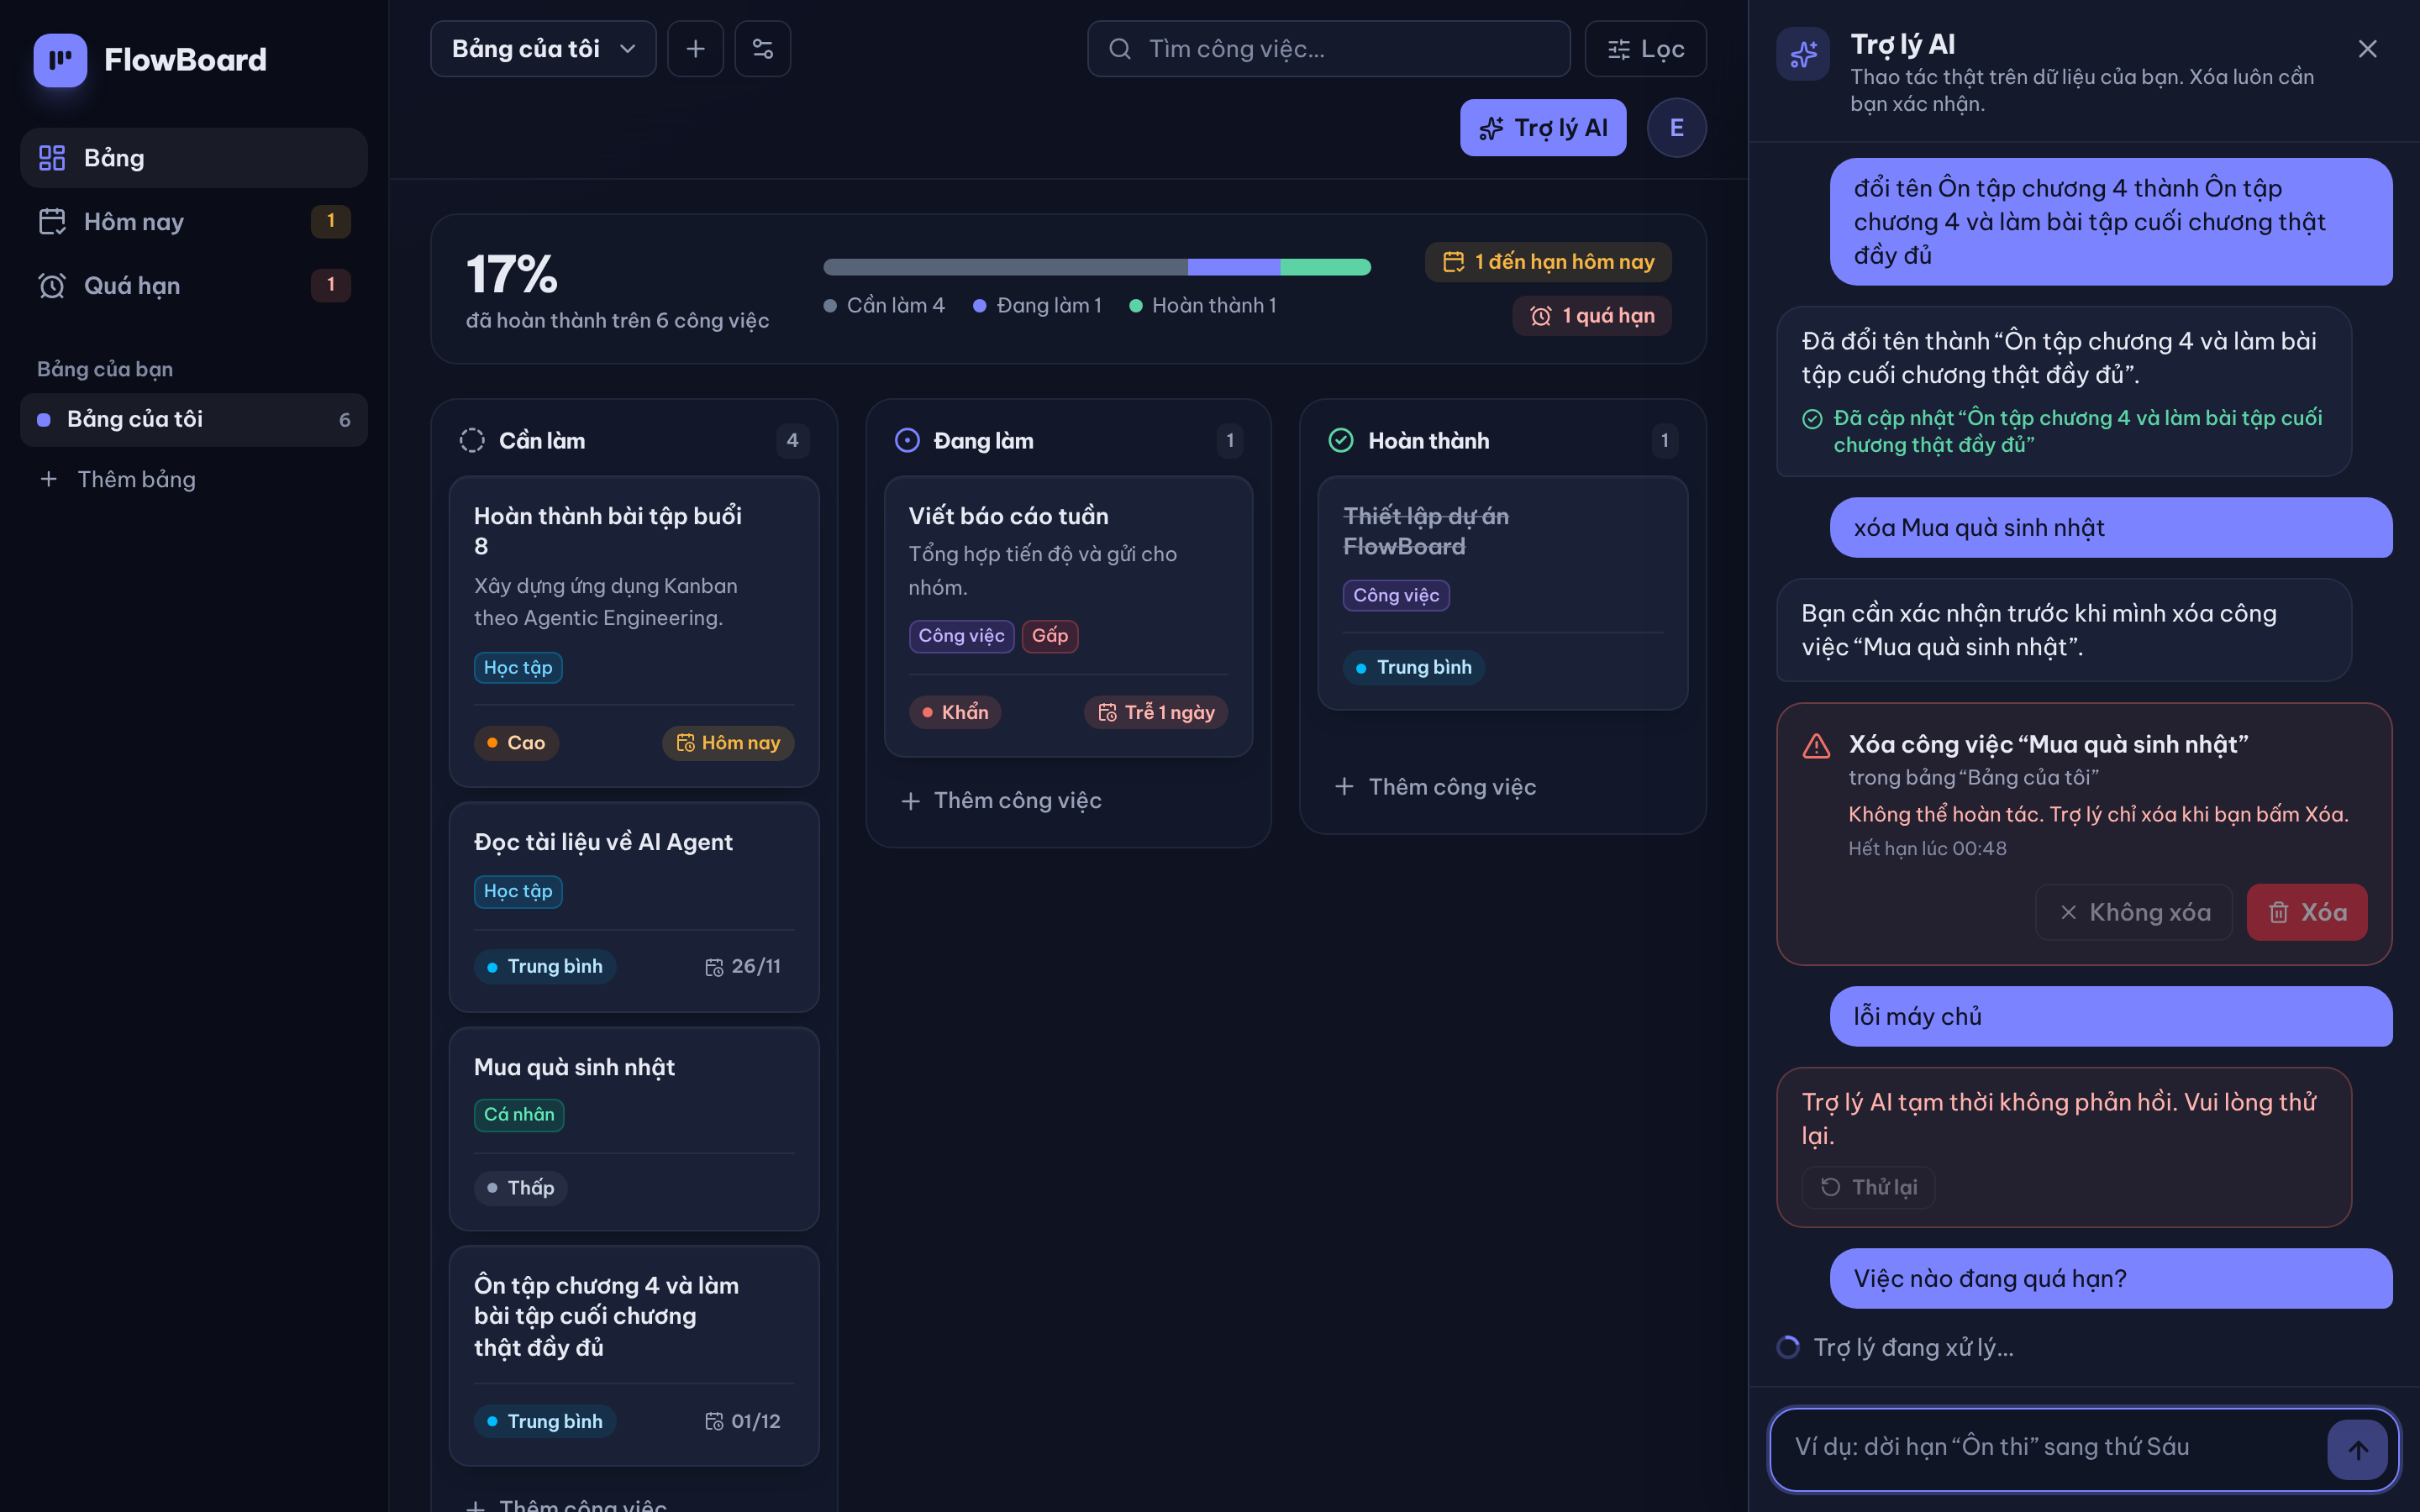 FlowBoard
Bảng
Hôm nay
1
Quá hạn
1
Bảng của bạn
Bảng của tôi
6
Thêm bảng
Bảng của tôi
Tìm công việc...
Lọc
Trợ lý AI
E
17%
đã hoàn thành trên 6 công việc
Cần làm 4
Đang làm 1
Hoàn thành 1
1 đến hạn hôm nay
1 quá hạn
Cần làm
4
Hoàn thành bài tập buổi
8
Xây dựng ứng dụng Kanban
theo Agentic Engineering.
Học tập
Cao
Hôm nay
Đọc tài liệu về AI Agent
Học tập
Trung bình
26/11
Mua quà sinh nhật
Cá nhân
Thấp
Ôn tập chương 4 và làm
bài tập cuối chương
thật đầy đủ
Trung bình
01/12
Thêm công việc
Đang làm
1
Viết báo cáo tuần
Tổng hợp tiến độ và gửi cho
nhóm.
Công việc
Gấp
Khẩn
Trễ 1 ngày
Thêm công việc
Hoàn thành
1
Thiết lập dự án
FlowBoard
Công việc
Trung bình
Thêm công việc
Trợ lý AI
Thao tác thật trên dữ liệu của bạn. Xóa luôn cần
bạn xác nhận.
đổi tên Ôn tập chương 4 thành Ôn tập
chương 4 và làm bài tập cuối chương thật
đầy đủ
Đã đổi tên thành “Ôn tập chương 4 và làm bài
tập cuối chương thật đầy đủ”.
Đã cập nhật “Ôn tập chương 4 và làm bài tập cuối
chương thật đầy đủ”
xóa Mua quà sinh nhật
Bạn cần xác nhận trước khi mình xóa công
việc “Mua quà sinh nhật”.
Xóa công việc “Mua quà sinh nhật”
trong bảng “Bảng của tôi”
Không thể hoàn tác. Trợ lý chỉ xóa khi bạn bấm Xóa.
Hết hạn lúc 00:48
Không xóa
Xóa
lỗi máy chủ
Trợ lý AI tạm thời không phản hồi. Vui lòng thử
lại.
Thử lại
Việc nào đang quá hạn?
Trợ lý đang xử lý...
Ví dụ: dời hạn “Ôn thi” sang thứ Sáu